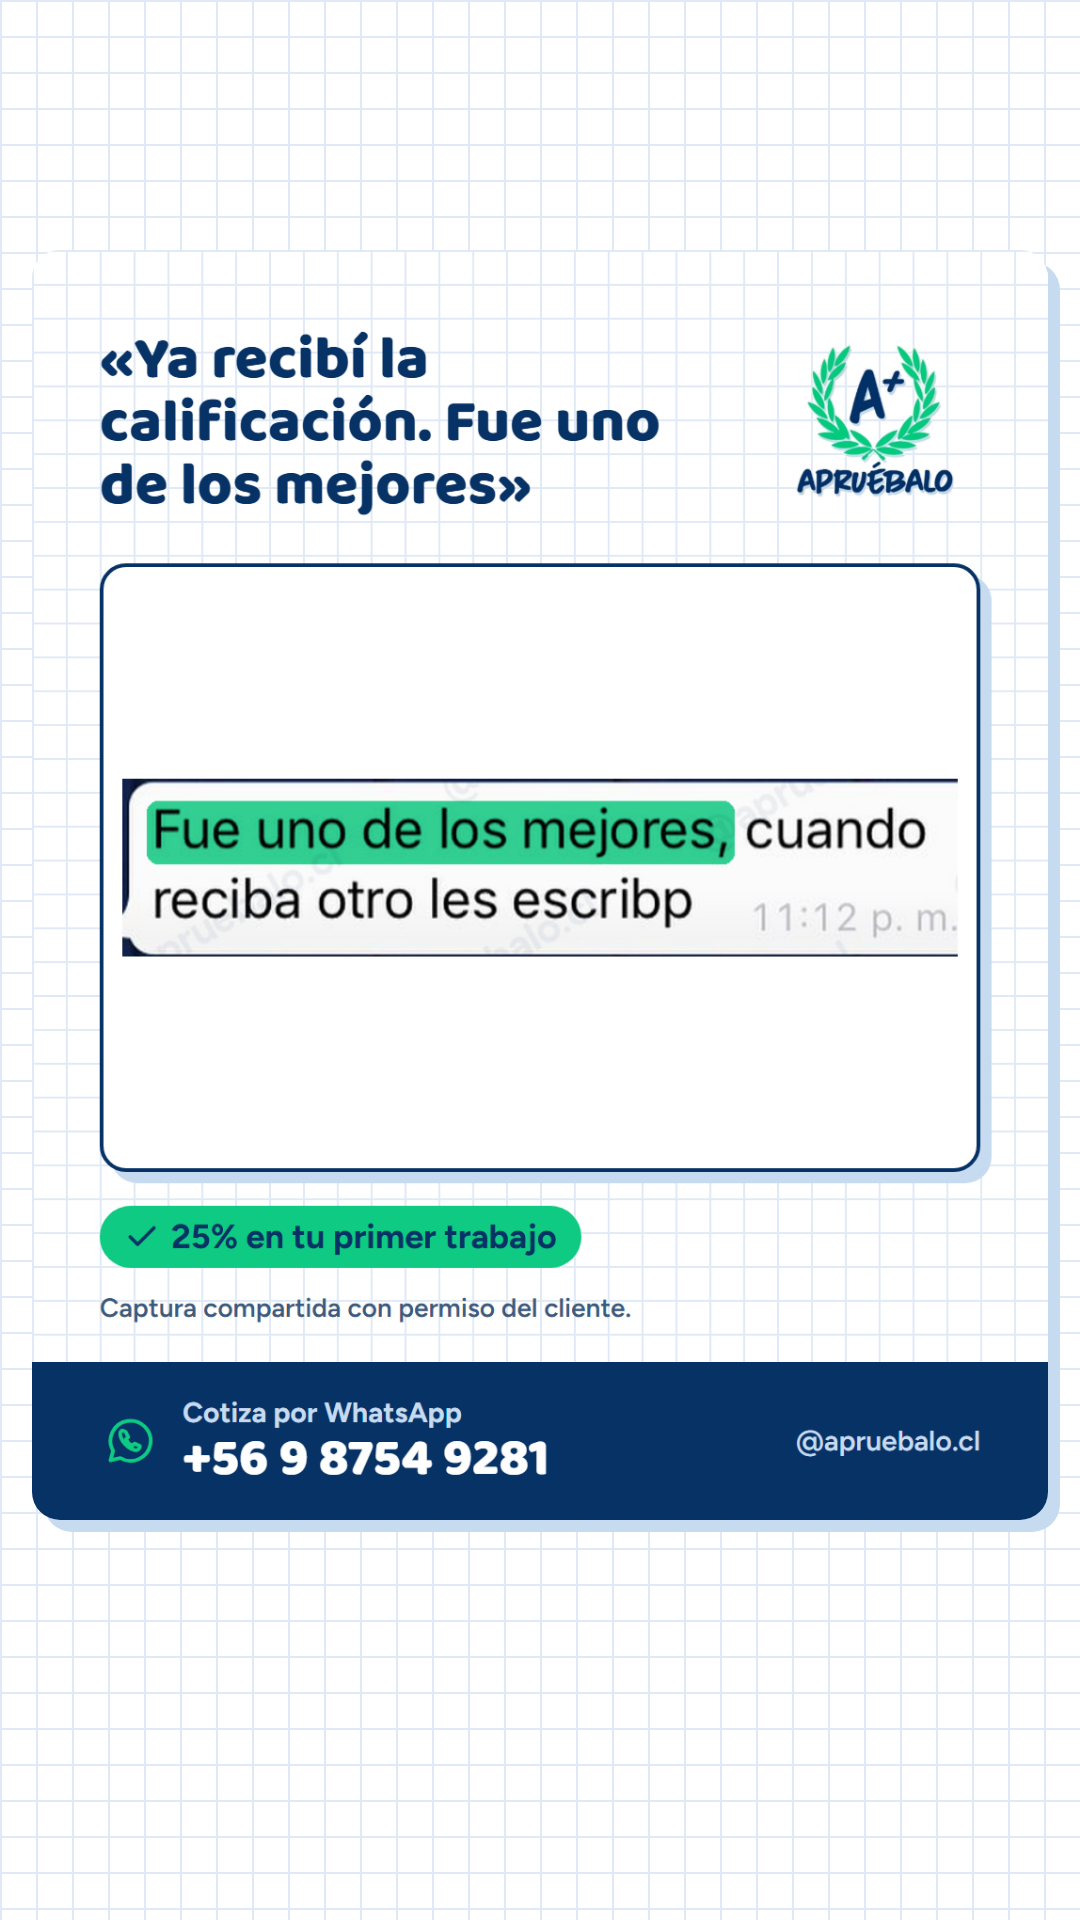 «Ya recibí la
calificación. Fue uno
de los mejores»
A+
APRUÉBALO
Fue uno de los mejores, cuando
reciba otro les escribp
11:12 p. m.
25% en tu primer trabajo
Captura compartida con permiso del cliente.
Cotiza por WhatsApp
+56 9 8754 9281
@apruebalo.cl